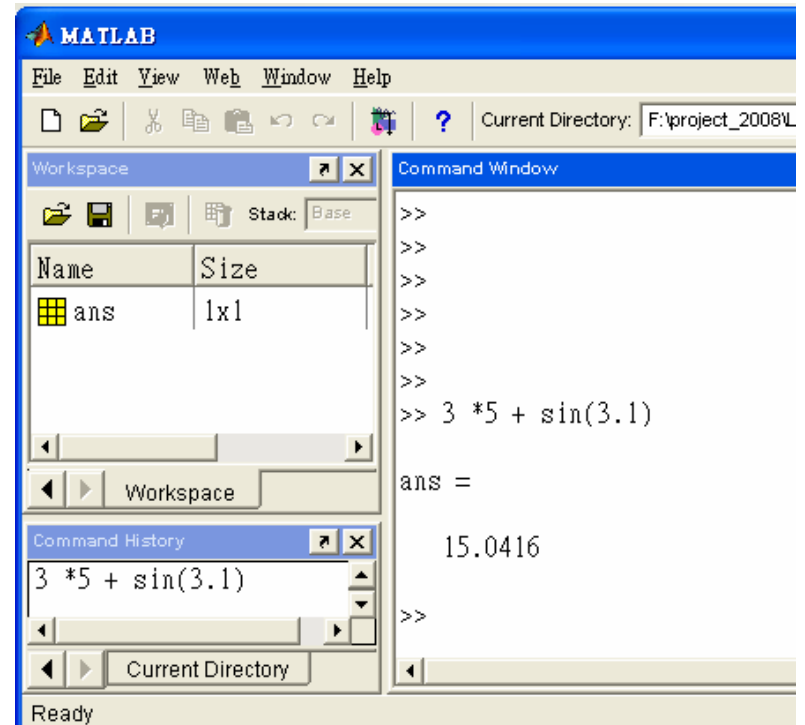 MATLAB
File Edit View Web Window Help
? Current Directory: F:\project_2008\L
Workspace
Stack: Base
Name Size
ans 1x1
Workspace
Command History
3 *5 + sin(3.1)
Current Directory
Command Window
>>
>>
>>
>>
>>
>>
>> 3 *5 + sin(3.1)
ans =
15.0416
>>
Ready